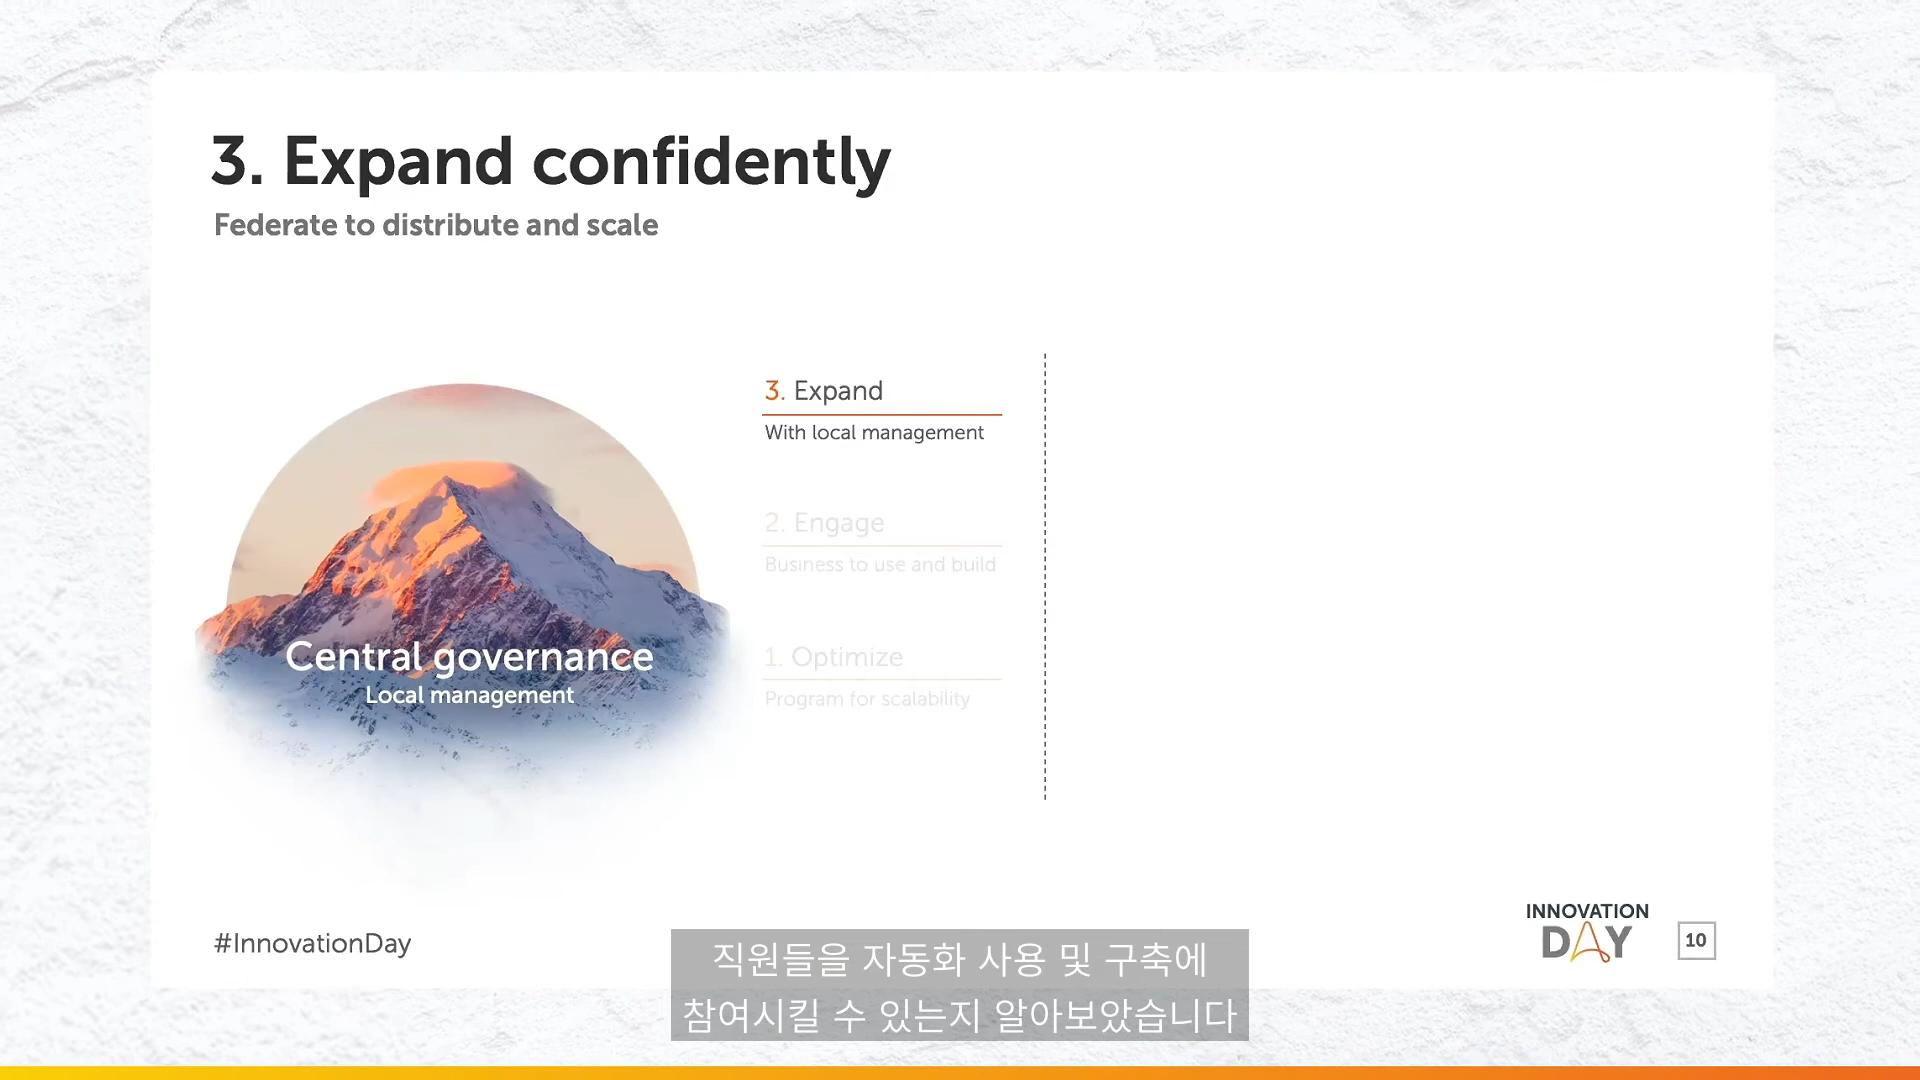 3. Expand confidently
Federate to distribute and scale
Central governance
Local management
3. Expand
With local management
2. Engage
Business to use and build
1. Optimize
Program for scalability
#InnovationDay
INNOVATION
DAY
10
직원들을 자동화 사용 및 구축에
참여시킬 수 있는지 알아보았습니다